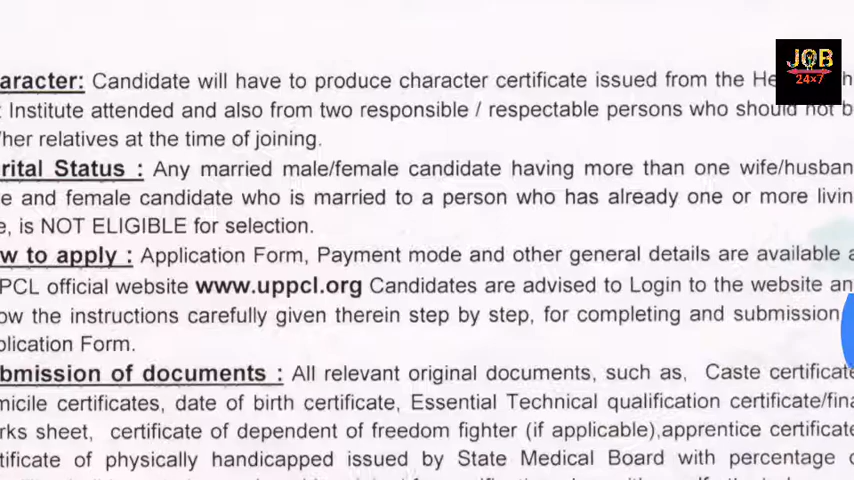 JOB
24×7
aracter: Candidate will have to produce character certificate issued from the He
Institute attended and also from two responsible / respectable persons who should not b
/her relatives at the time of joining.
rital Status : Any married male/female candidate having more than one wife/husban
e and female candidate who is married to a person who has already one or more livin
e, is NOT ELIGIBLE for selection.
w to apply : Application Form, Payment mode and other general details are available a
PCL official website www.uppcl.org Candidates are advised to Login to the website an
ow the instructions carefully given therein step by step, for completing and submission
plication Form.
bmission of documents : All relevant original documents, such as, Caste certificate
micile certificates, date of birth certificate, Essential Technical qualification certificate/fina
rks sheet, certificate of dependent of freedom fighter (if applicable),apprentice certificate
tificate of physically handicapped issued by State Medical Board with percentage o